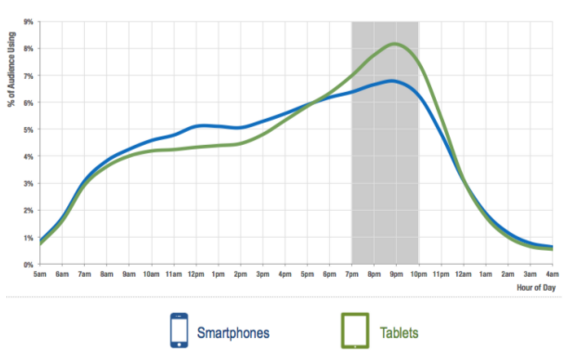 9%
8%
7%
6%
5%
4%
3%
2%
1%
0%
% of Audience Using
5am 6am 7am 8am 9am 10am 11am 12pm 1pm 2pm 3pm 4pm 5pm 6pm 7pm 8pm 9pm 10pm 11pm 12am 1am 2am 3am 4am
Hour of Day
Smartphones
Tablets